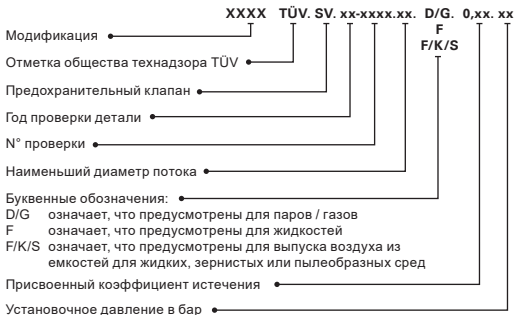 XXXX TÜV. SV. xx-xxxx.xx. D/G. 0,xx. xx
F
F/K/S
Модификация
Отметка общества технадзора TÜV
Предохранительный клапан
Год проверки детали
N° проверки
Наименьший диаметр потока
Буквенные обозначения:
D/G означает, что предусмотрены для паров / газов
F означает, что предусмотрены для жидкостей
F/K/S означает, что предусмотрены для выпуска воздуха из
емкостей для жидких, зернистых или пылеобразных сред
Присвоенный коэффициент истечения
Установочное давление в бар